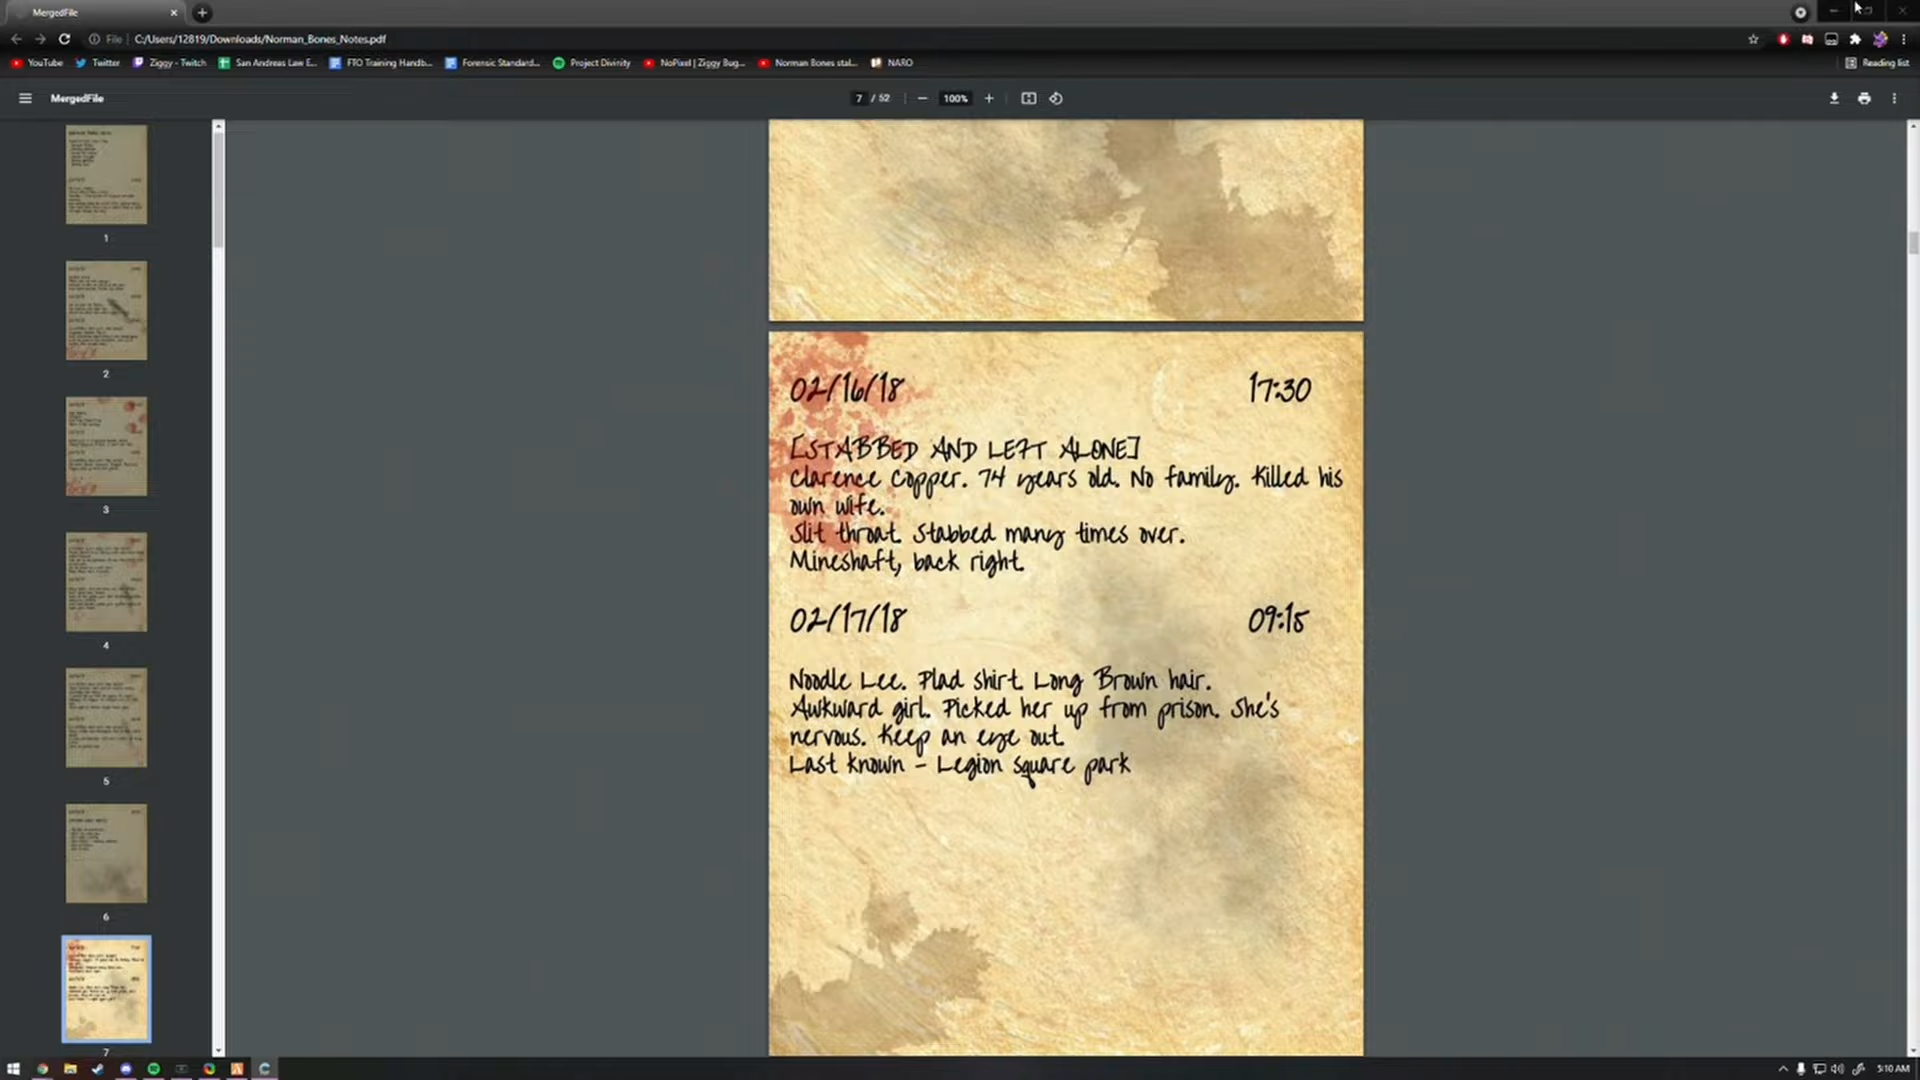 MergedFile
File C:/Users/12819/Downloads/Norman_Bones_Notes.pdf
YouTube Twitter Ziggy - Twitch San Andreas Law E... FTO Training Handb... Forensic Standard... Project Divinity NoPixel | Ziggy Bug... Norman Bones stal... NARO Reading list
MergedFile 7 / 52 100%
1
2
3
4
5
6
7
02/16/18 17:30
[STABBED AND LEFT ALONE]
Clarence Copper. 74 years old. No family. Killed his
own wife.
Slit throat. Stabbed many times over.
Mineshaft, back right.
02/17/18 09:15
Noodle Lee. Plad shirt. Long Brown hair.
Awkward girl. Picked her up from prison. She's
nervous. Keep an eye out.
Last known - Legion square park
5:10 AM